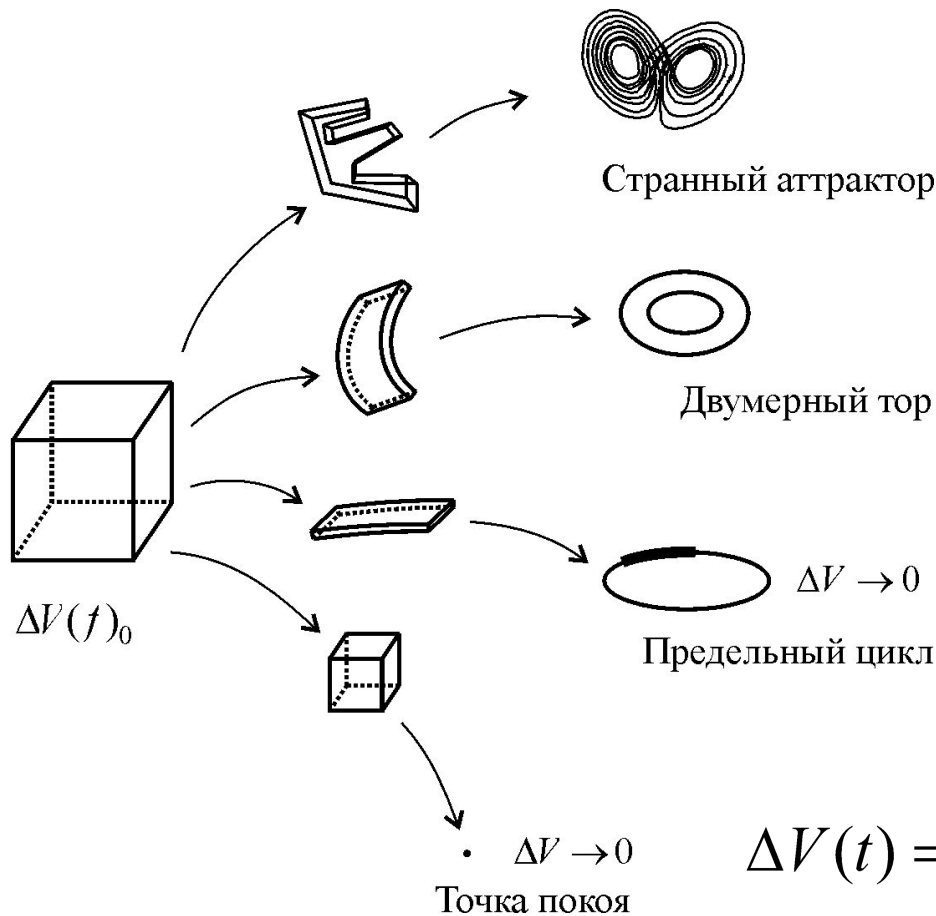 Странный аттрактор
Двумерный тор
ΔV(t)₀
ΔV → 0
Предельный цикл
ΔV → 0
ΔV(t) =
Точка покоя